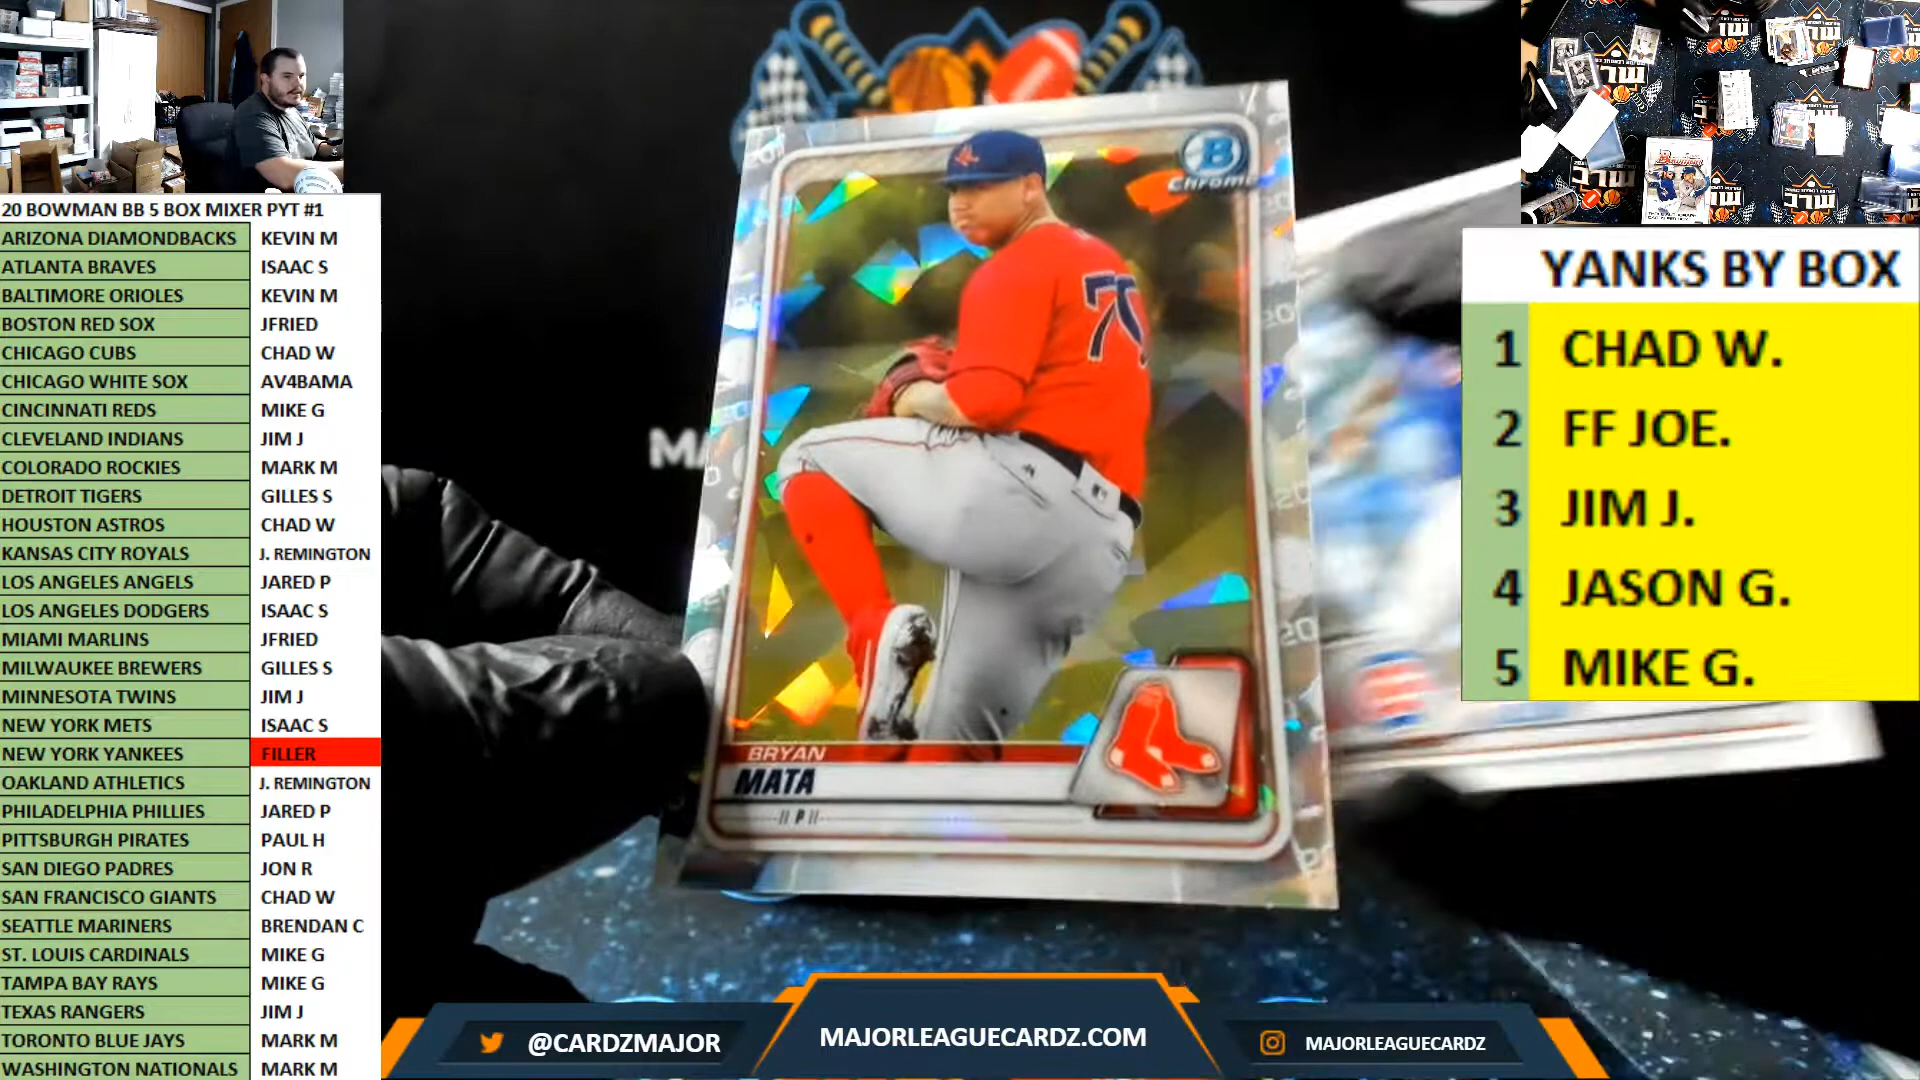 20 BOWMAN BB 5 BOX MIXER PYT #1
ARIZONA DIAMONDBACKS KEVIN M
ATLANTA BRAVES ISAAC S
BALTIMORE ORIOLES KEVIN M
BOSTON RED SOX JFRIED
CHICAGO CUBS CHAD W
CHICAGO WHITE SOX AV4BAMA
CINCINNATI REDS MIKE G
CLEVELAND INDIANS JIM J
COLORADO ROCKIES MARK M
DETROIT TIGERS GILLES S
HOUSTON ASTROS CHAD W
KANSAS CITY ROYALS J. REMINGTON
LOS ANGELES ANGELS JARED P
LOS ANGELES DODGERS ISAAC S
MIAMI MARLINS JFRIED
MILWAUKEE BREWERS GILLES S
MINNESOTA TWINS JIM J
NEW YORK METS ISAAC S
NEW YORK YANKEES FILLER
OAKLAND ATHLETICS J. REMINGTON
PHILADELPHIA PHILLIES JARED P
PITTSBURGH PIRATES PAUL H
SAN DIEGO PADRES JON R
SAN FRANCISCO GIANTS CHAD W
SEATTLE MARINERS BRENDAN C
ST. LOUIS CARDINALS MIKE G
TAMPA BAY RAYS MIKE G
TEXAS RANGERS JIM J
TORONTO BLUE JAYS MARK M
WASHINGTON NATIONALS MARK M
B
Chrome
70
BRYAN
MATA
P
YANKS BY BOX
1 CHAD W.
2 FF JOE.
3 JIM J.
4 JASON G.
5 MIKE G.
@CARDZMAJOR
MAJORLEAGUECARDZ.COM
MAJORLEAGUECARDZ